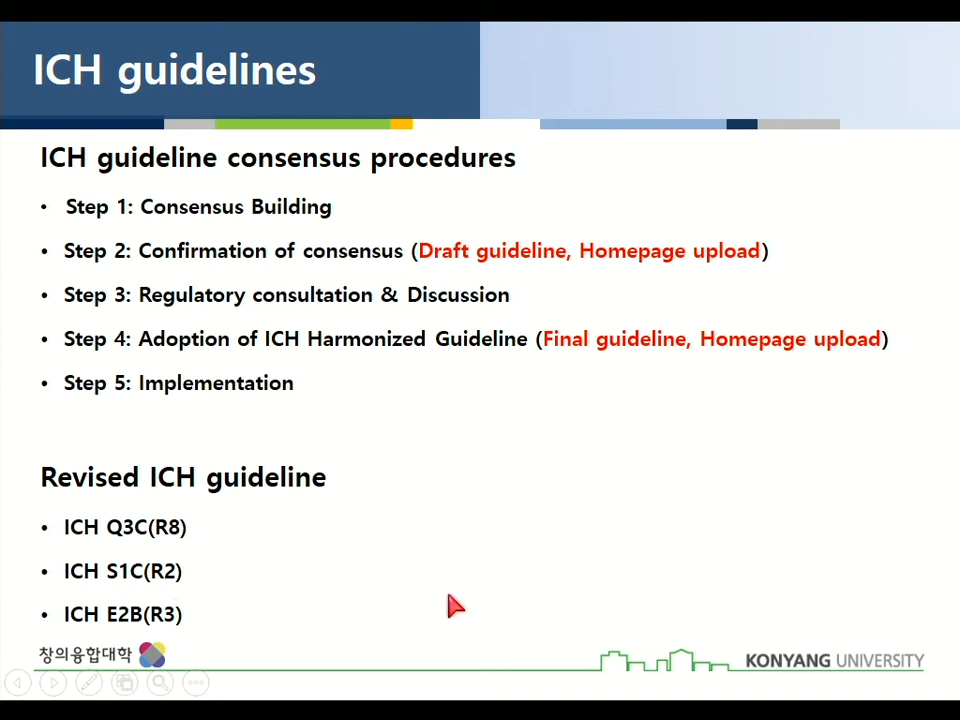 ICH guidelines
ICH guideline consensus procedures
• Step 1: Consensus Building
• Step 2: Confirmation of consensus (Draft guideline, Homepage upload)
• Step 3: Regulatory consultation & Discussion
• Step 4: Adoption of ICH Harmonized Guideline (Final guideline, Homepage upload)
• Step 5: Implementation
Revised ICH guideline
• ICH Q3C(R8)
• ICH S1C(R2)
• ICH E2B(R3)
창의융합대학
KONYANG UNIVERSITY